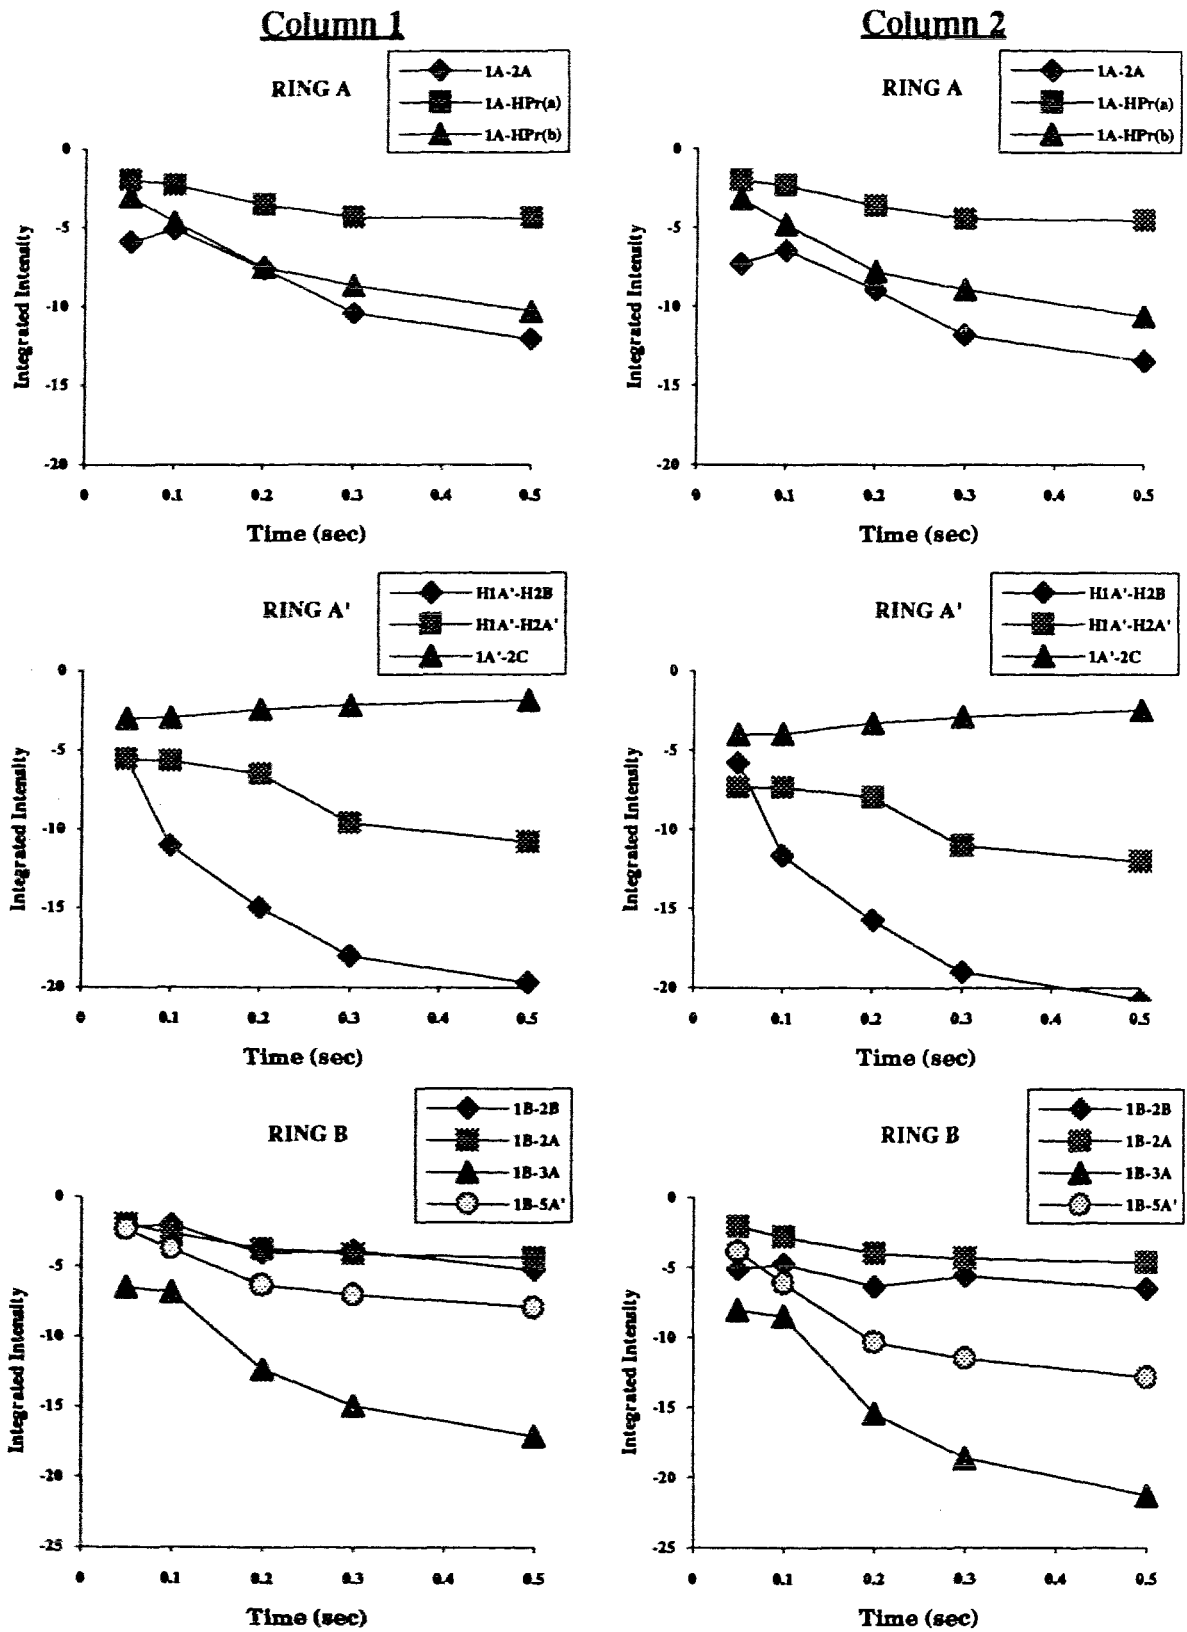 Column 1
RING A
1A-2A
1A-HPr(a)
1A-HPr(b)
0
-5
-10
-15
-20
Integrated Intensity
0 0.1 0.2 0.3 0.4 0.5
Time (sec)
Column 2
RING A
1A-2A
1A-HPr(a)
1A-HPr(b)
0
-5
-10
-15
-20
Integrated Intensity
0 0.1 0.2 0.3 0.4 0.5
Time (sec)
RING A'
H1A'-H2B
H1A'-H2A'
1A'-2C
0
-5
-10
-15
-20
Integrated Intensity
0 0.1 0.2 0.3 0.4 0.5
Time (sec)
RING A'
H1A'-H2B
H1A'-H2A'
1A'-2C
0
-5
-10
-15
-20
Integrated Intensity
0 0.1 0.2 0.3 0.4 0.5
Time (sec)
RING B
1B-2B
1B-2A
1B-3A
1B-5A'
0
-5
-10
-15
-20
-25
Integrated Intensity
0 0.1 0.2 0.3 0.4 0.5
Time (sec)
RING B
1B-2B
1B-2A
1B-3A
1B-5A'
0
-5
-10
-15
-20
-25
Integrated Intensity
0 0.1 0.2 0.3 0.4 0.5
Time (sec)